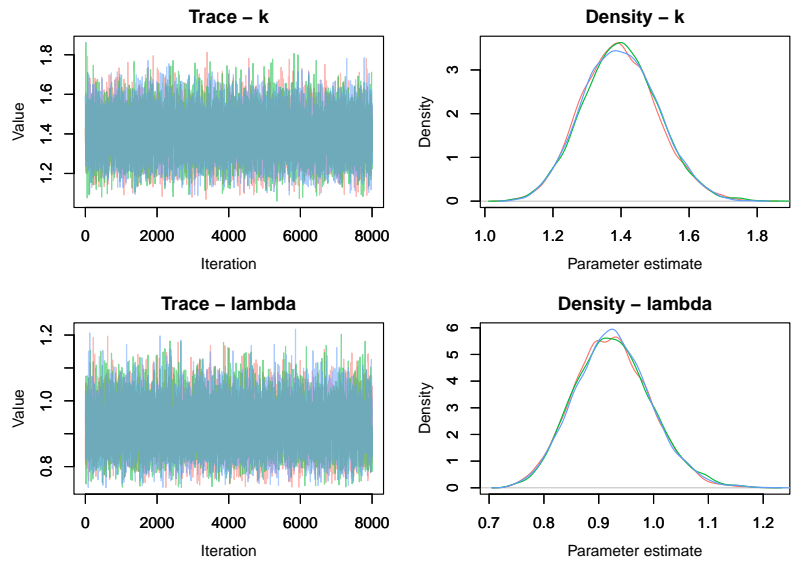 Trace − k
Value
1.2 1.4 1.6 1.8
0 2000 4000 6000 8000
Iteration
Density − k
Density
0 1 2 3
1.0 1.2 1.4 1.6 1.8
Parameter estimate
Trace − lambda
Value
0.8 1.0 1.2
0 2000 4000 6000 8000
Iteration
Density − lambda
Density
0 1 2 3 4 5 6
0.7 0.8 0.9 1.0 1.1 1.2
Parameter estimate